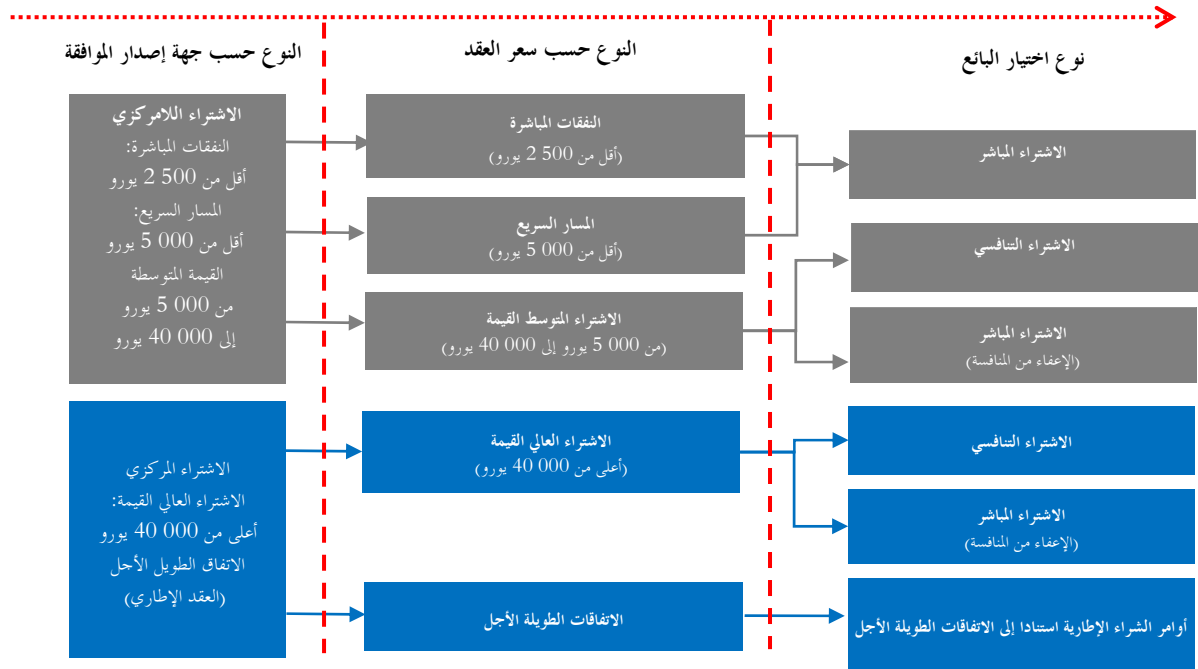 النوع حسب جهة إصدار الموافقة
النوع حسب سعر العقد
نوع اختيار البائع
الاشتراء اللامركزي
النفقات المباشرة:
أقل من 500 2 يورو
المسار السريع:
أقل من 000 5 يورو
القيمة المتوسطة
من 000 5 يورو
إلى 000 40 يورو
النفقات المباشرة
(أقل من 500 2 يورو)
المسار السريع
(أقل من 000 5 يورو)
الاشتراء المتوسط القيمة
(من 000 5 يورو إلى 000 40 يورو)
الاشتراء المباشر
الاشتراء التنافسي
الاشتراء المباشر
(الإعفاء من المنافسة)
الاشتراء المركزي
الاشتراء العالي القيمة:
أعلى من 000 40 يورو
الاتفاق الطويل الأجل
(العقد الإطاري)
الاشتراء العالي القيمة
(أعلى من 000 40 يورو)
الاتفاقات الطويلة الأجل
الاشتراء التنافسي
الاشتراء المباشر
(الإعفاء من المنافسة)
أوامر الشراء الإطارية استنادا إلى الاتفاقات الطويلة الأجل